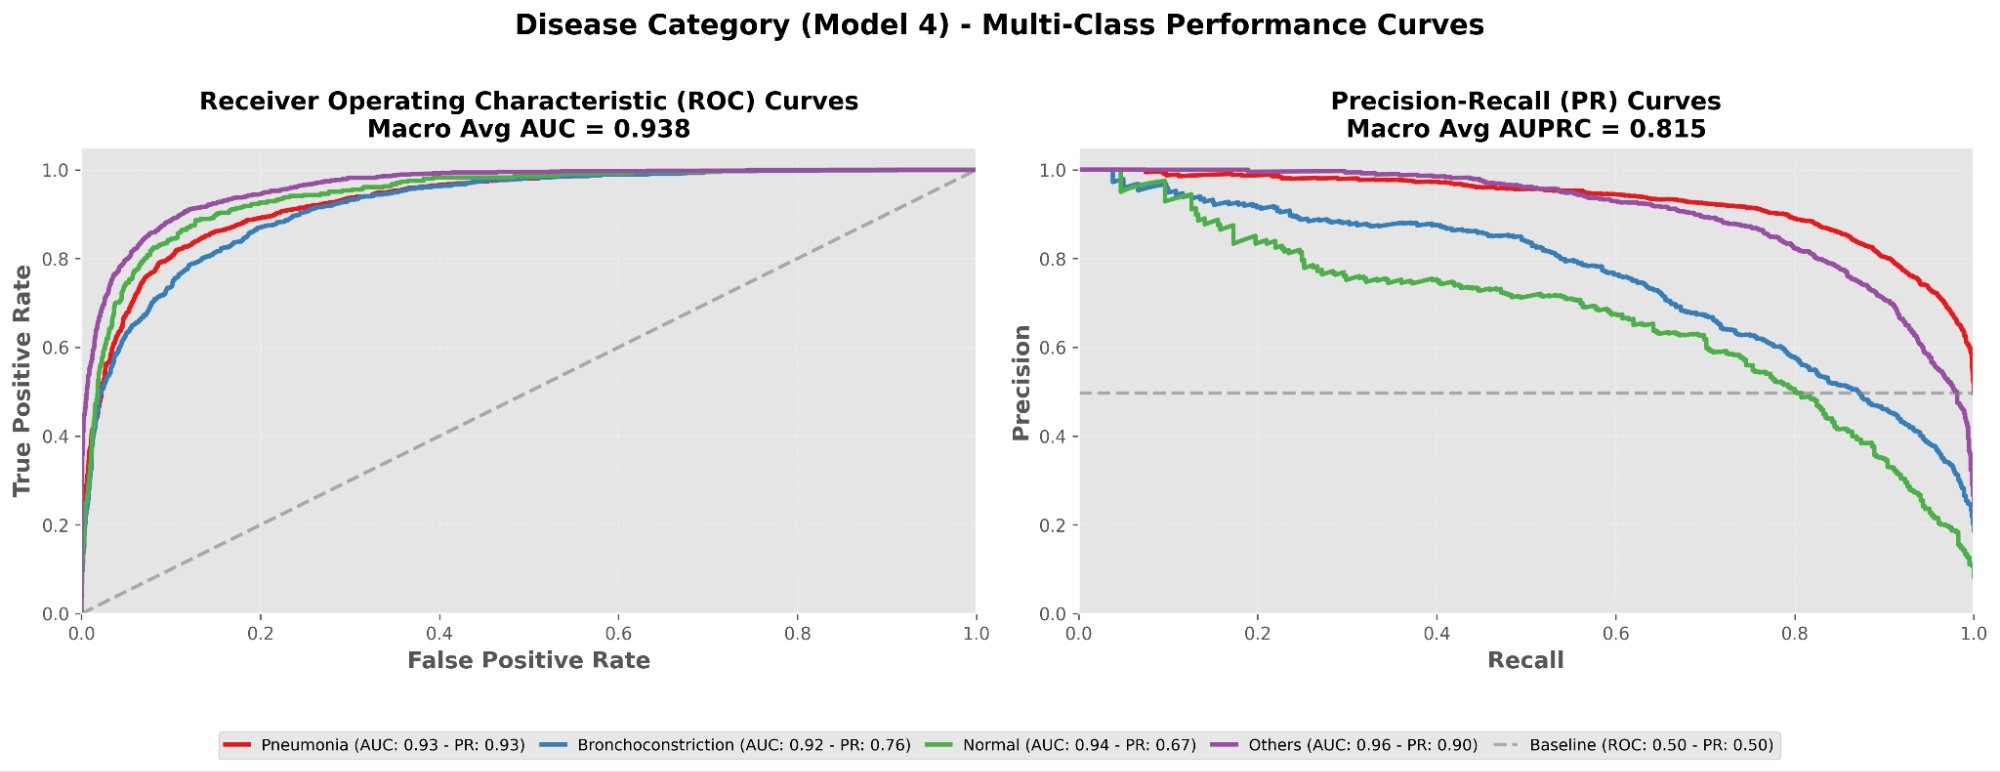 Disease Category (Model 4) - Multi-Class Performance Curves
Receiver Operating Characteristic (ROC) Curves
Macro Avg AUC = 0.938
True Positive Rate
1.0
0.8
0.6
0.4
0.2
0.0
0.0 0.2 0.4 0.6 0.8 1.0
False Positive Rate
Precision-Recall (PR) Curves
Macro Avg AUPRC = 0.815
Precision
1.0
0.8
0.6
0.4
0.2
0.0
0.0 0.2 0.4 0.6 0.8 1.0
Recall
Pneumonia (AUC: 0.93 - PR: 0.93) Bronchoconstriction (AUC: 0.92 - PR: 0.76) Normal (AUC: 0.94 - PR: 0.67) Others (AUC: 0.96 - PR: 0.90) Baseline (ROC: 0.50 - PR: 0.50)